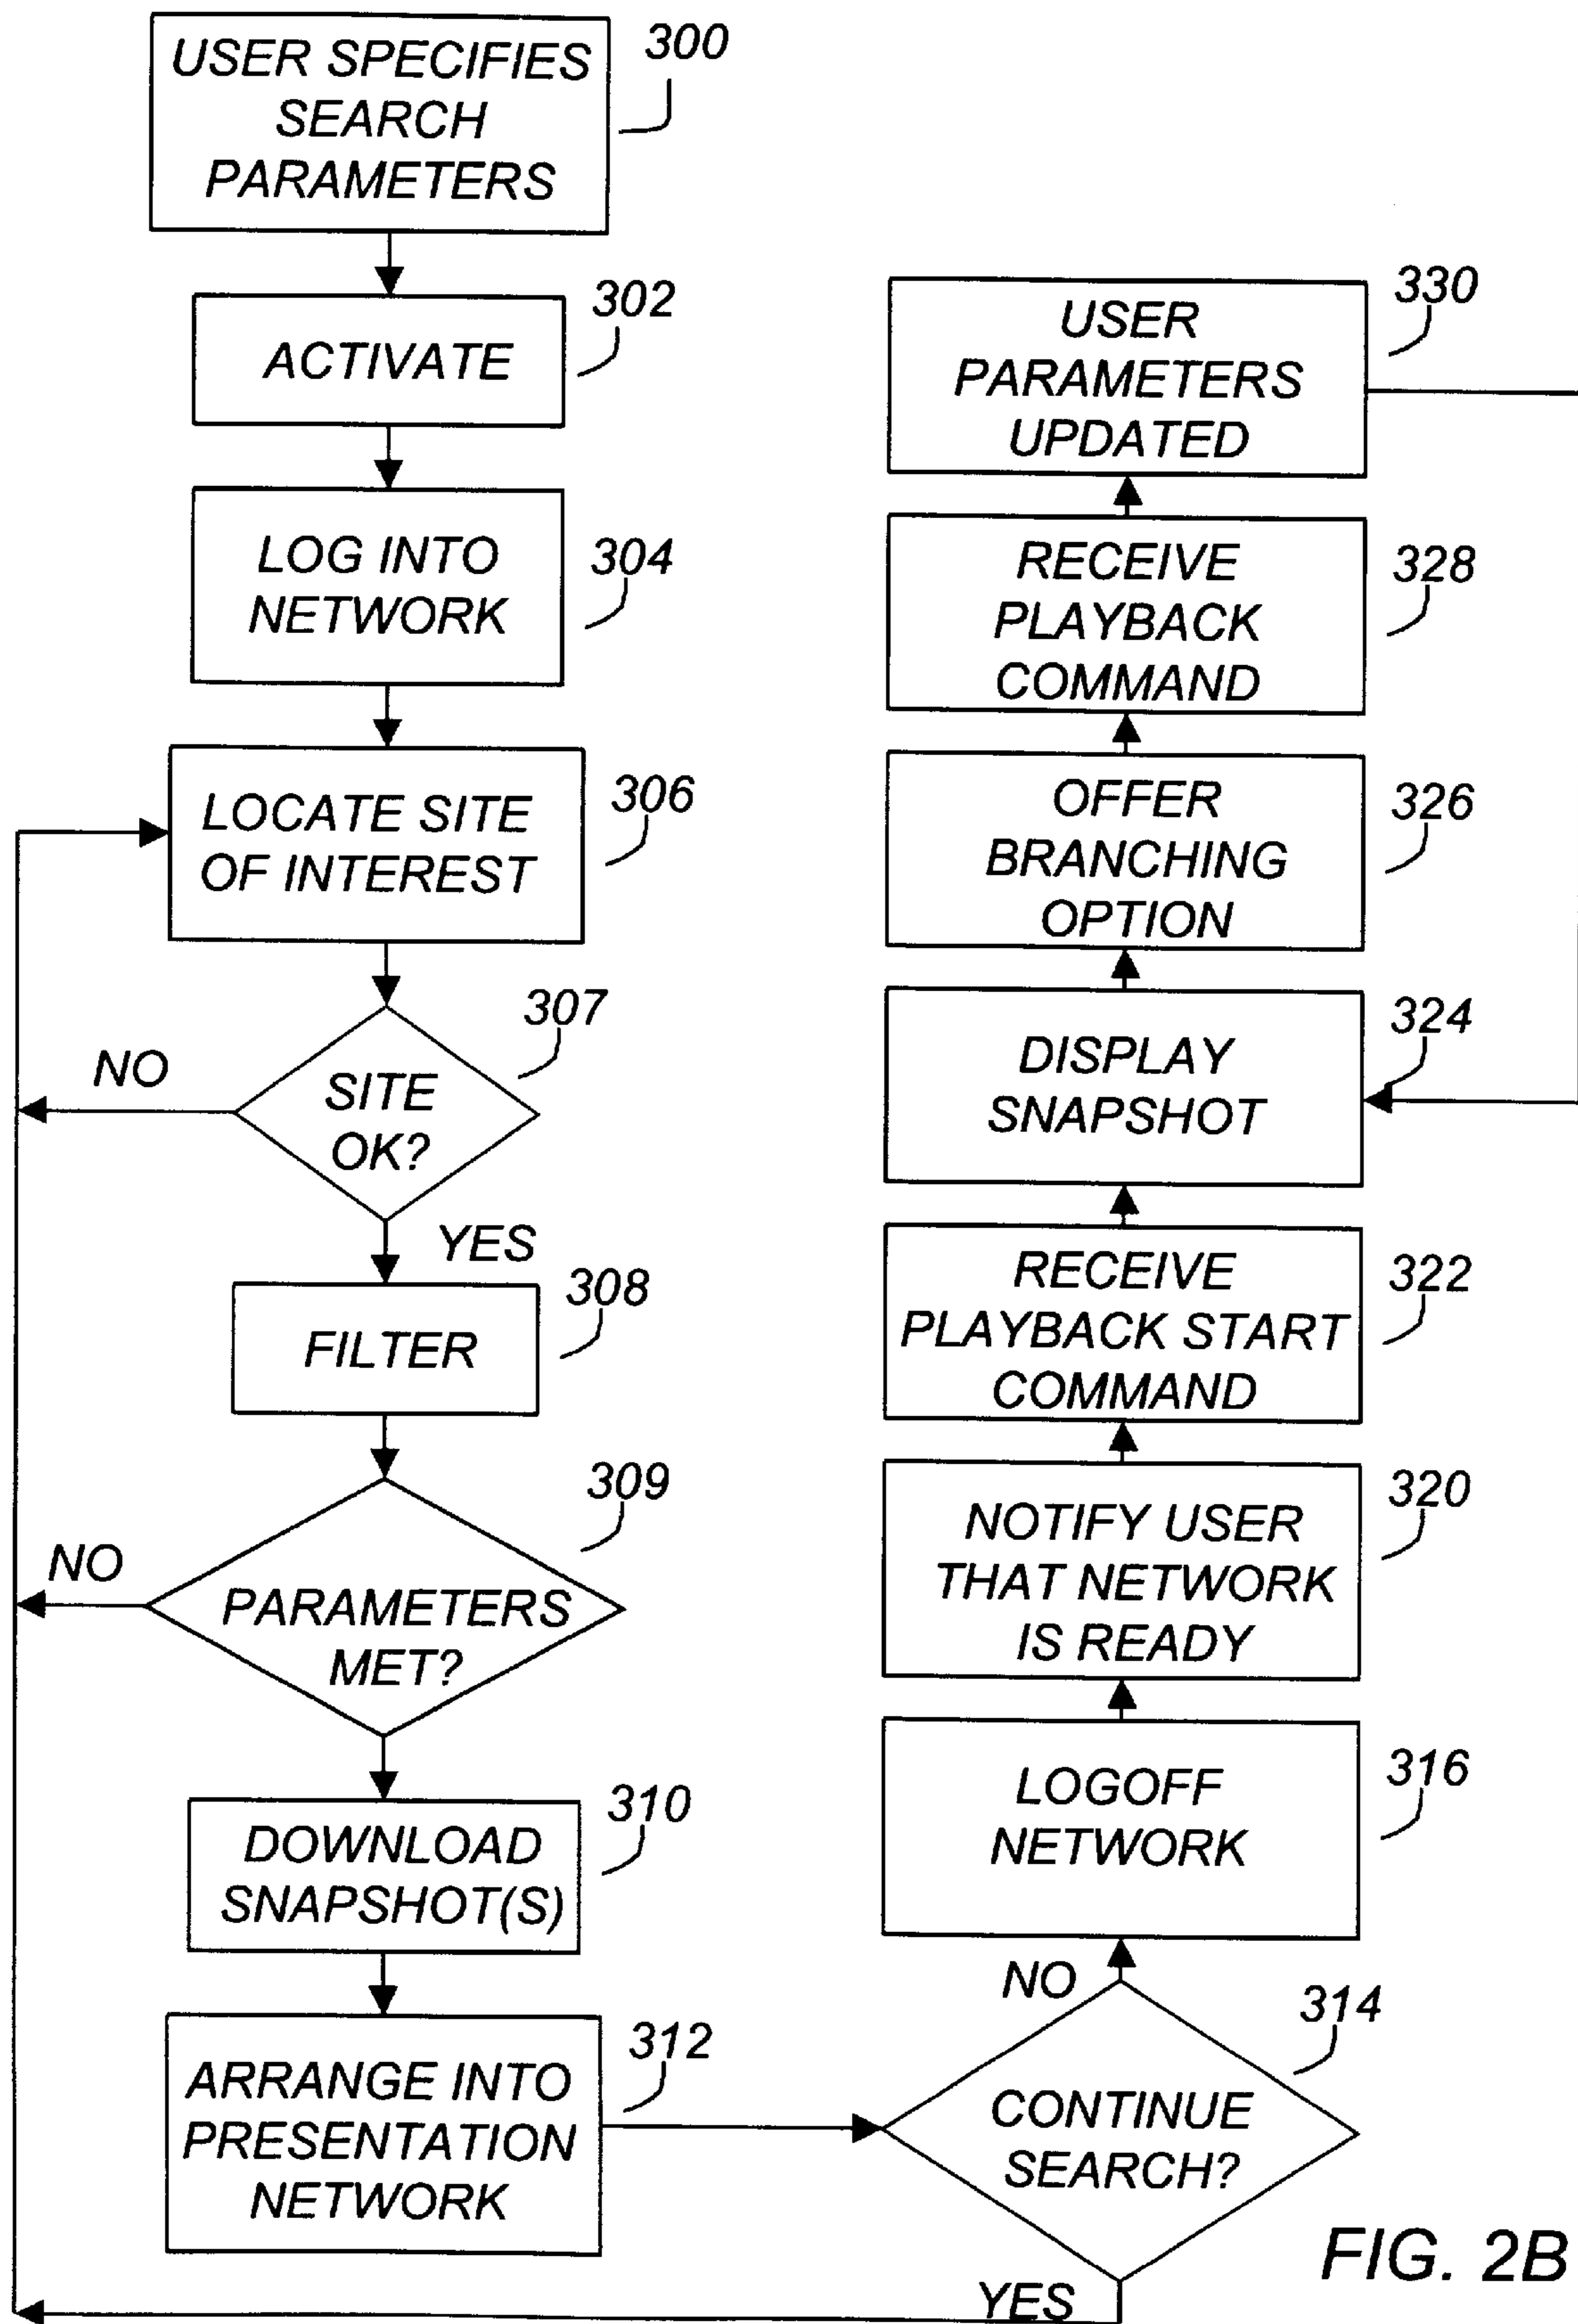 USER SPECIFIES
SEARCH
PARAMETERS
300
ACTIVATE
302
LOG INTO
NETWORK
304
LOCATE SITE
OF INTEREST
306
SITE
OK?
307
NO
YES
FILTER
308
PARAMETERS
MET?
309
NO
DOWNLOAD
SNAPSHOT(S)
310
ARRANGE INTO
PRESENTATION
NETWORK
312
CONTINUE
SEARCH?
314
YES
NO
LOGOFF
NETWORK
316
NOTIFY USER
THAT NETWORK
IS READY
320
RECEIVE
PLAYBACK START
COMMAND
322
DISPLAY
SNAPSHOT
324
OFFER
BRANCHING
OPTION
326
RECEIVE
PLAYBACK
COMMAND
328
USER
PARAMETERS
UPDATED
330
FIG. 2B